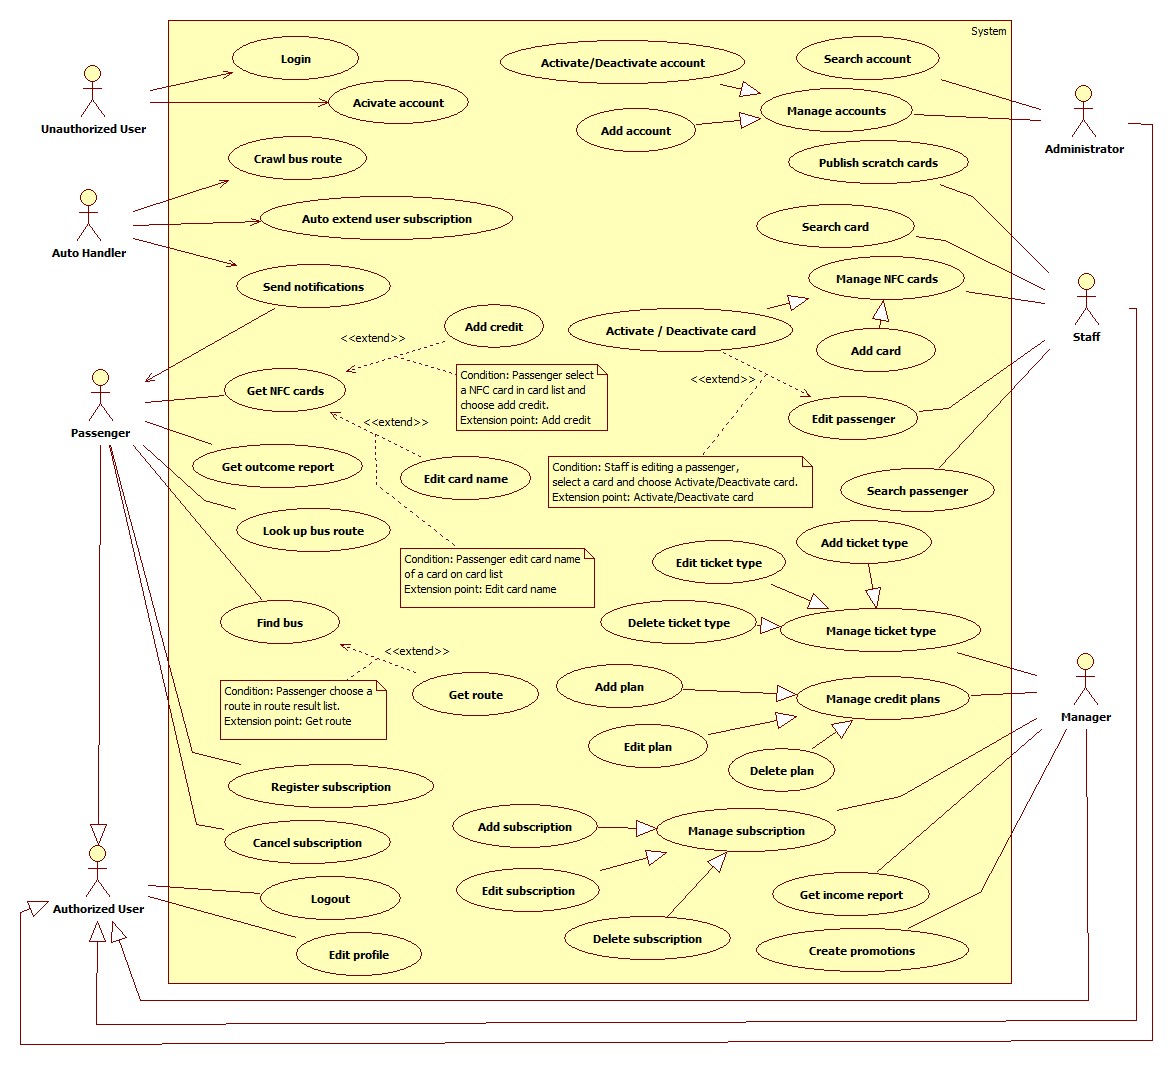 System
Login
Activate/Deactivate account
Search account
Acivate account
Manage accounts
Add account
Unauthorized User
Administrator
Crawl bus route
Publish scratch cards
Auto extend user subscription
Search card
Auto Handler
Send notifications
Manage NFC cards
Add credit
Activate / Deactivate card
<<extend>>
Staff
Add card
Get NFC cards
Condition: Passenger select
a NFC card in card list and
choose add credit.
Extension point: Add credit
<<extend>>
<<extend>>
Edit passenger
Passenger
Get outcome report
Edit card name
Condition: Staff is editing a passenger,
select a card and choose Activate/Deactivate card.
Extension point: Activate/Deactivate card
Search passenger
Look up bus route
Add ticket type
Condition: Passenger edit card name
of a card on card list
Extension point: Edit card name
Edit ticket type
Find bus
Delete ticket type
Manage ticket type
<<extend>>
Condition: Passenger choose a
route in route result list.
Extension point: Get route
Get route
Add plan
Manage credit plans
Manager
Edit plan
Delete plan
Register subscription
Add subscription
Manage subscription
Cancel subscription
Edit subscription
Get income report
Logout
Authorized User
Delete subscription
Create promotions
Edit profile